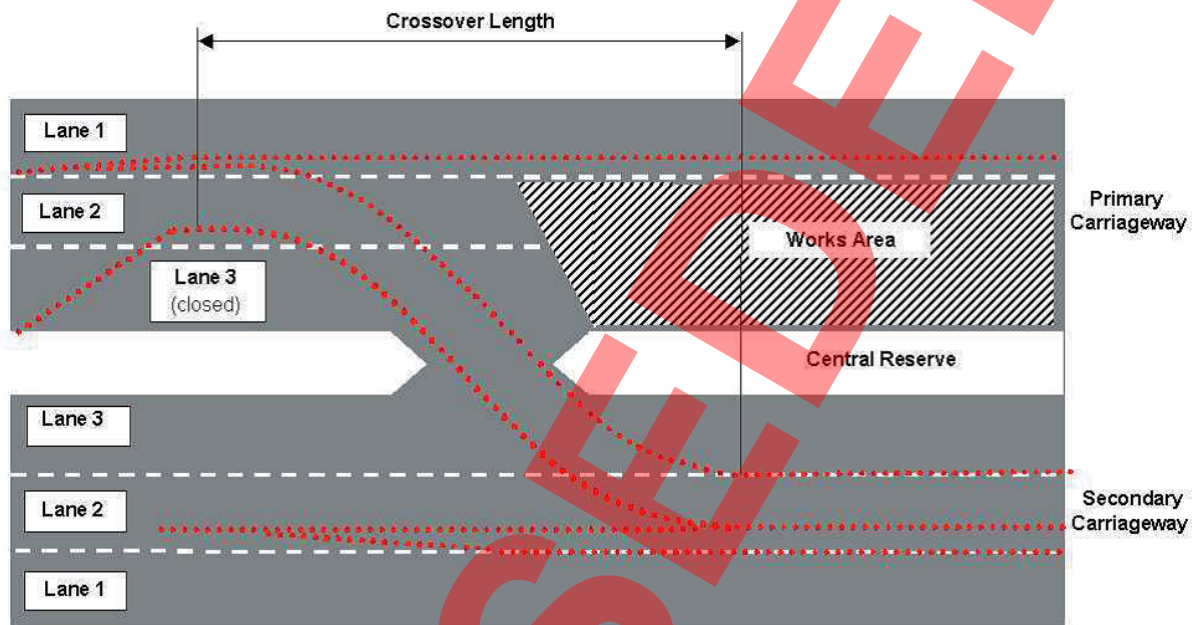 Crossover Length
Lane 1
Lane 2
Lane 3
(closed)
Works Area
Primary
Carriageway
Central Reserve
Lane 3
Lane 2
Lane 1
Secondary
Carriageway
SEDE